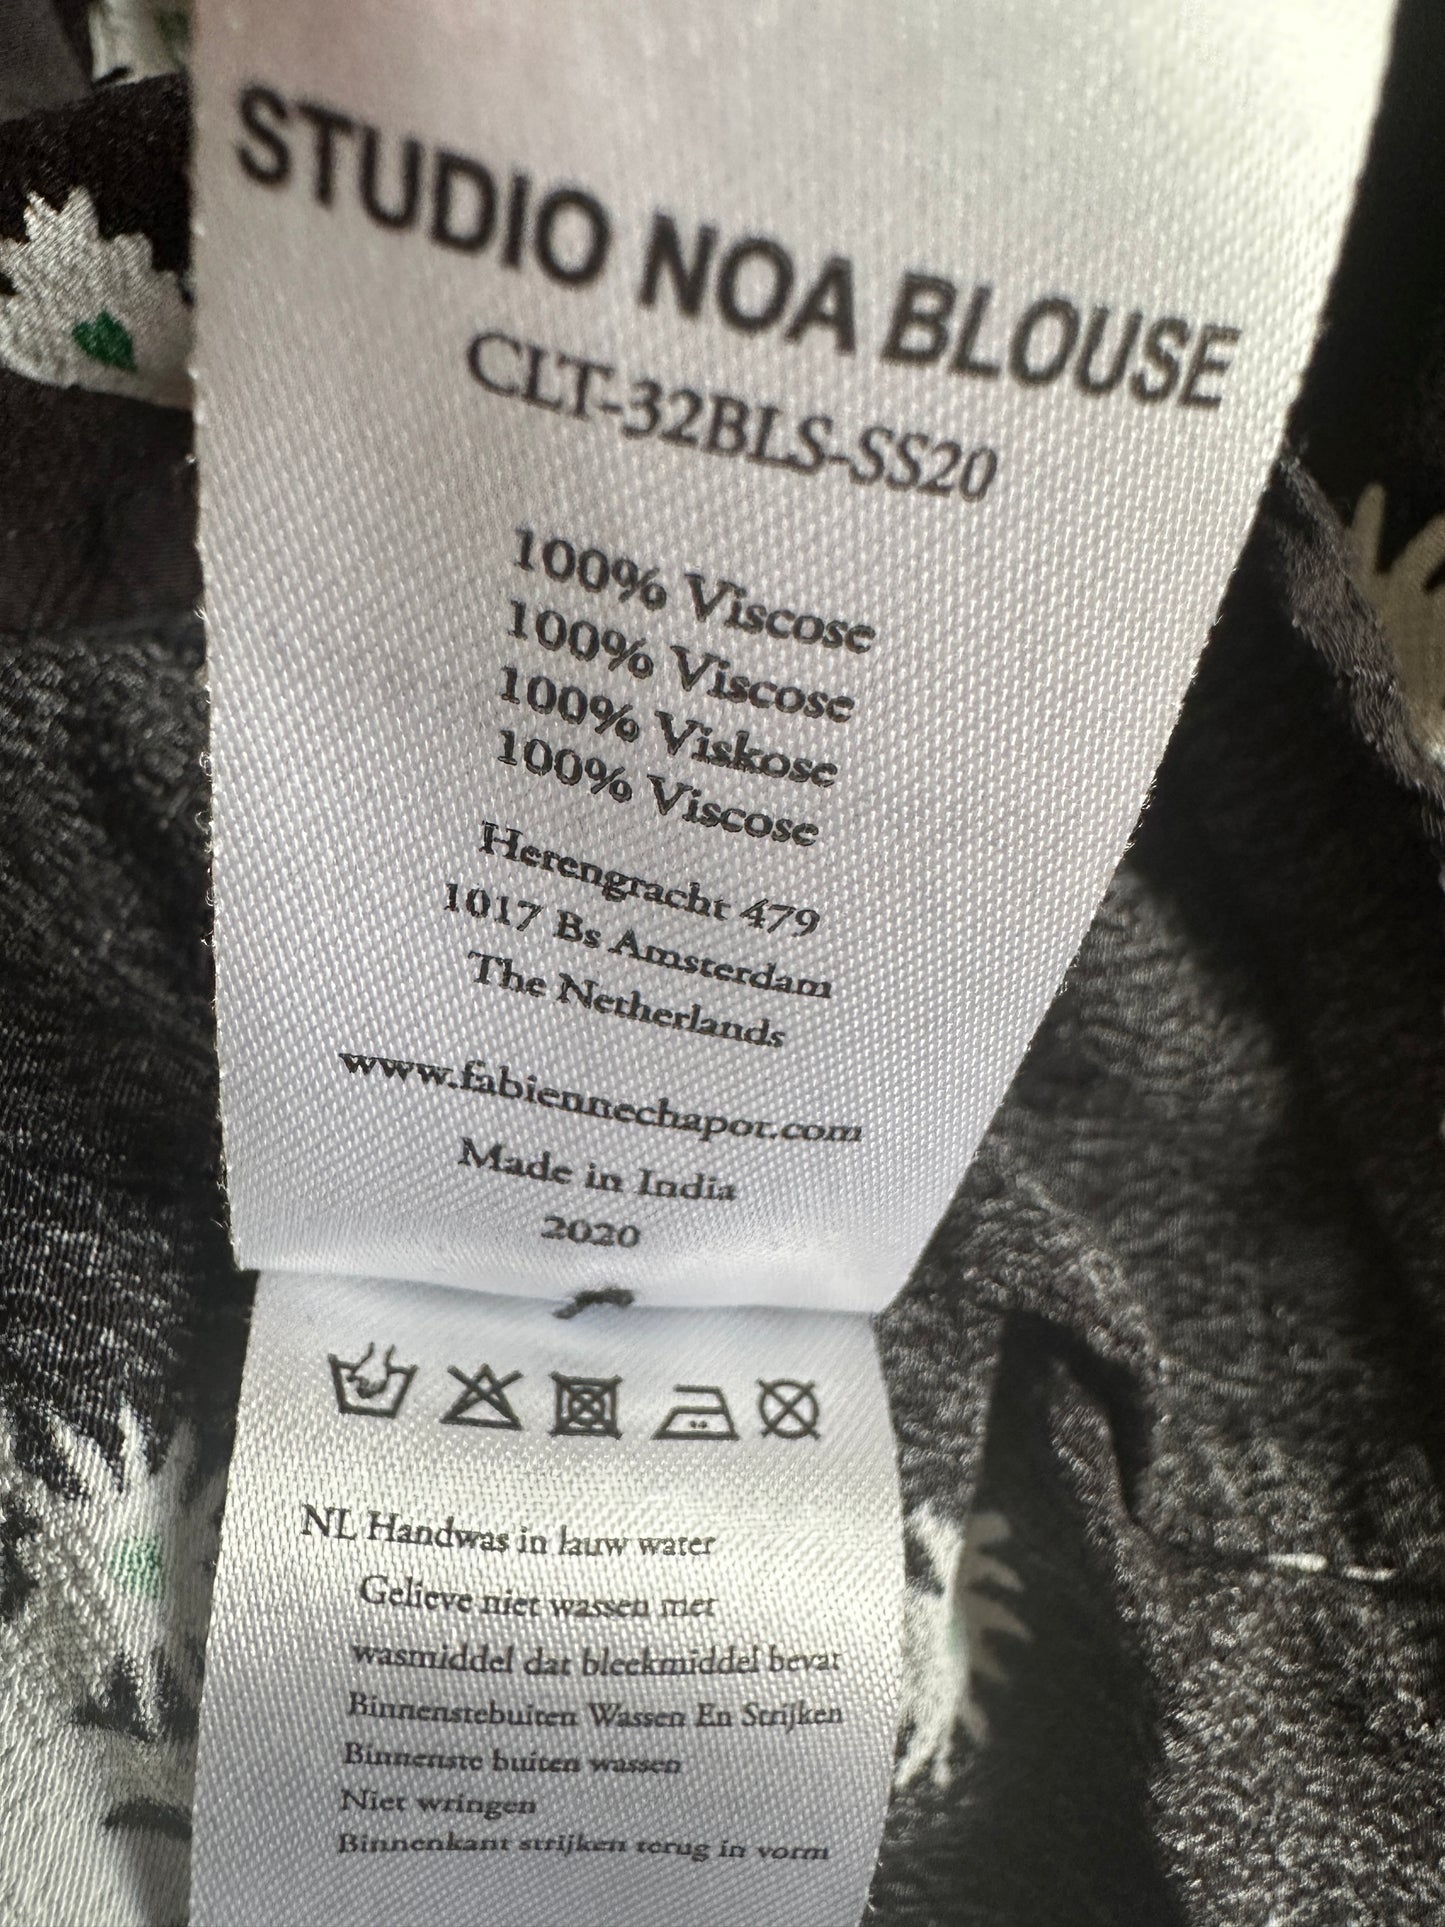 STUDIO NOA BLOUSE
CLT-32BLS-SS20
100% Viscose
100% Viscose
100% Viskose
100% Viscose
Herengracht 479
1017 Bs Amsterdam
The Netherlands
www.fabiennechapot.com
Made in India
2020
NL Handwas in lauw water
Gelieve niet wassen met
wasmiddel dat bleekmiddel bevat
Binnenstebuiten Wassen En Strijken
Binnenste buiten wassen
Niet wringen
Binnenkant strijken terug in vorm